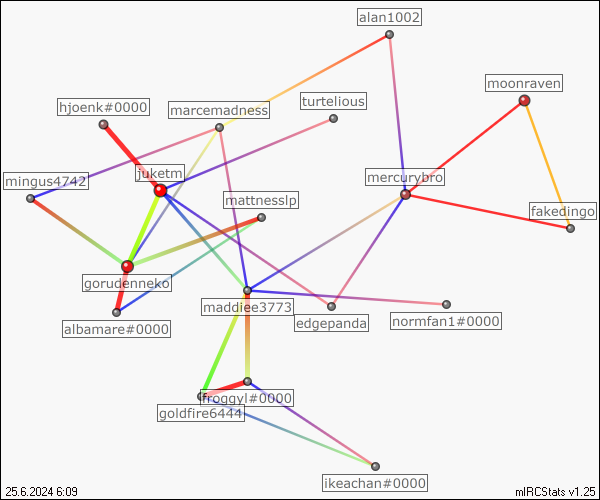 alan1002
moonraven
turtelious
hjoenk#0000
marcemadness
juketm
mercurybro
mingus4742
mattnesslp
fakedingo
gorudenneko
maddiee3773
edgepanda
normfan1#0000
albamare#0000
froggyl#0000
goldfire6444
ikeachan#0000
25.6.2024 6:09
mIRCStats v1.25